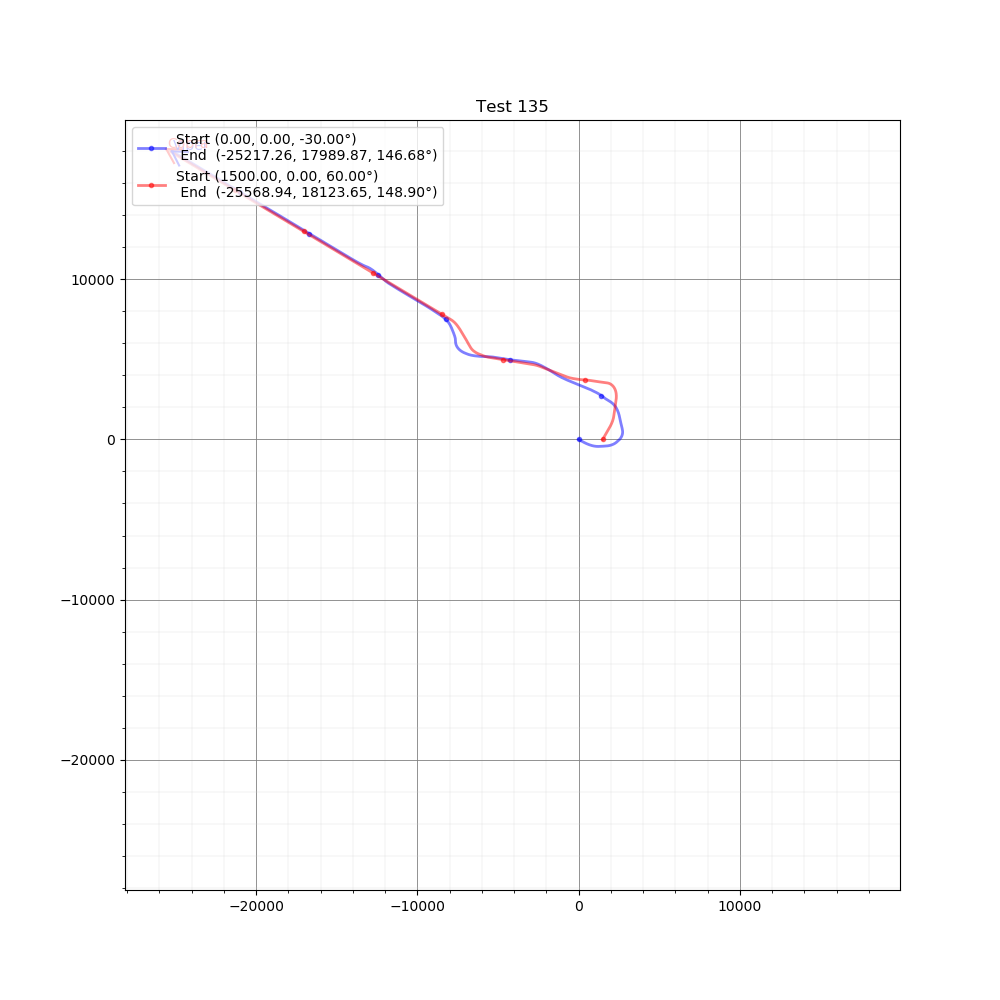 Test 135
Start (0.00, 0.00, -30.00°)
End (-25217.26, 17989.87, 146.68°)
Start (1500.00, 0.00, 60.00°)
End (-25568.94, 18123.65, 148.90°)
10000
0
−10000
−20000
−20000
−10000
0
10000